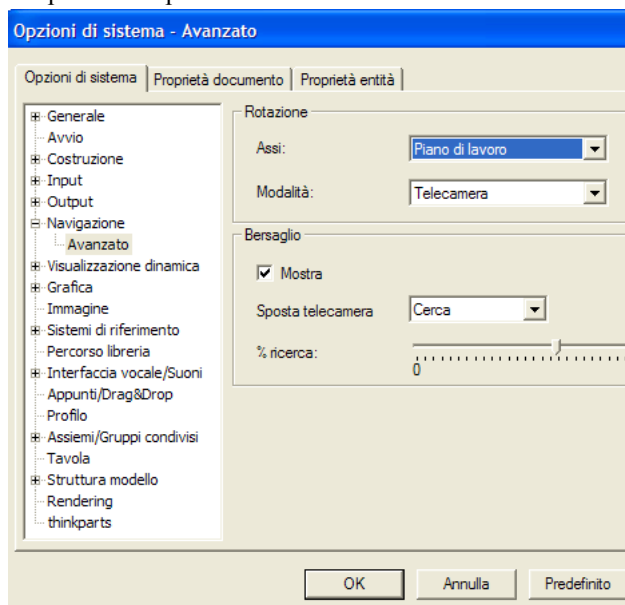 Opzioni di sistema - Avanzato
Opzioni di sistema Proprietà documento Proprietà entità
Generale
Avvio
Costruzione
Input
Output
Navigazione
Avanzato
Visualizzazione dinamica
Grafica
Immagine
Sistemi di riferimento
Percorso libreria
Interfaccia vocale/Suoni
Appunti/Drag&Drop
Profilo
Assiemi/Gruppi condivisi
Tavola
Struttura modello
Rendering
thinkparts
Rotazione
Assi: Piano di lavoro
Modalità: Telecamera
Bersaglio
Mostra
Sposta telecamera Cerca
% ricerca:
0
OK Annulla Predefinito